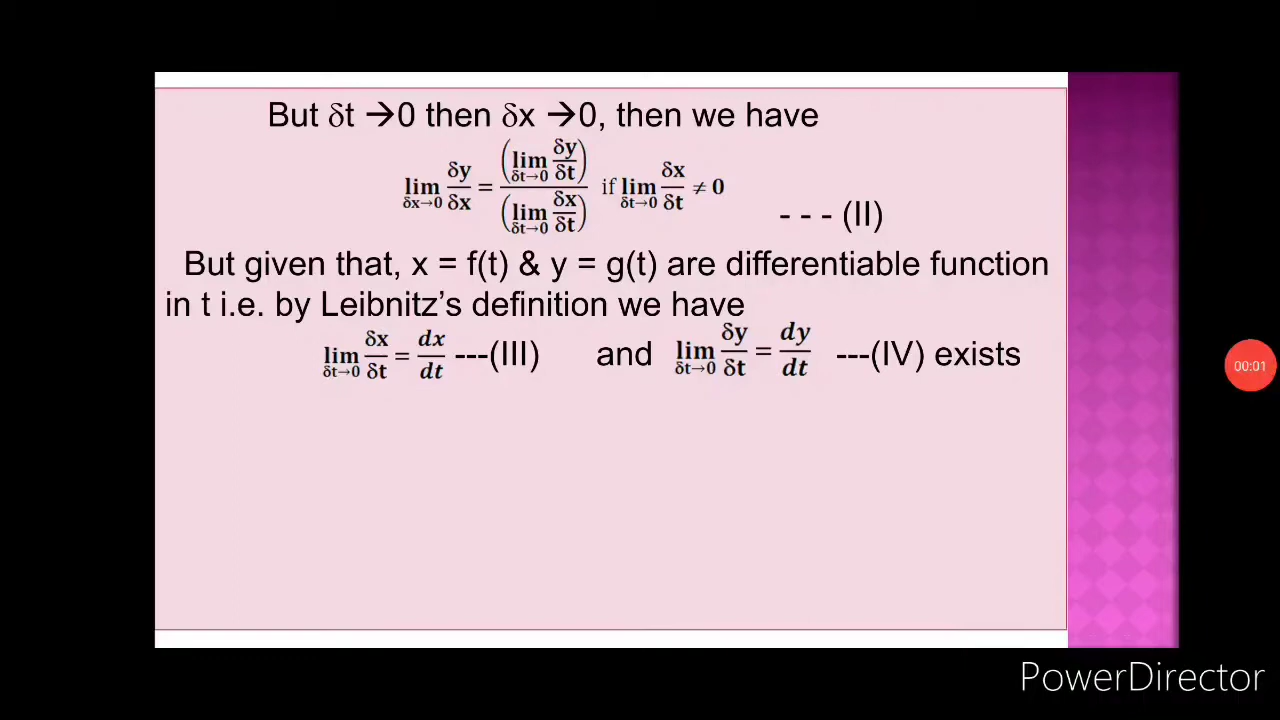 But δt →0 then δx →0, then we have
lim δx→0 δy/δx = (lim δt→0 δy/δt)/(lim δt→0 δx/δt) if lim δt→0 δx/δt ≠ 0
- - - (II)
But given that, x = f(t) & y = g(t) are differentiable function
in t i.e. by Leibnitz’s definition we have
lim δt→0 δx/δt = dx/dt ---(III) and lim δt→0 δy/δt = dy/dt ---(IV) exists
00:01
PowerDirector